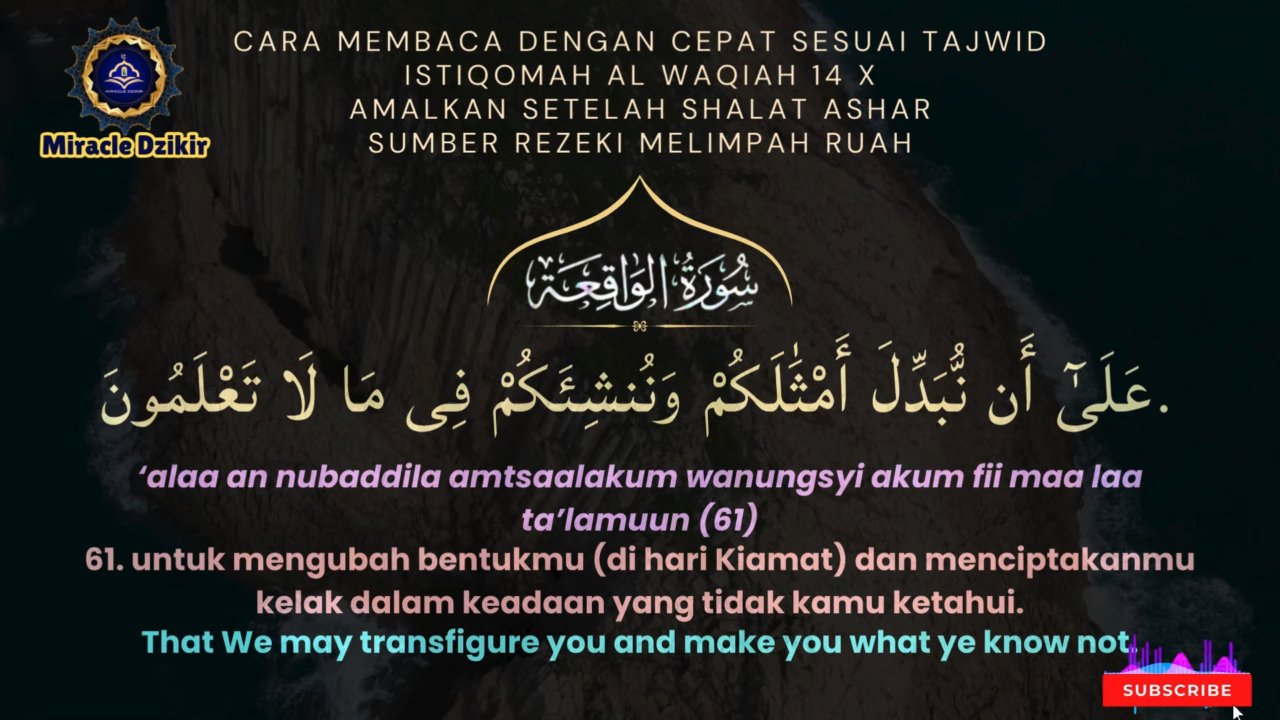 CARA MEMBACA DENGAN CEPAT SESUAI TAJWID
ISTIQOMAH AL WAQIAH 14 X
AMALKAN SETELAH SHALAT ASHAR
SUMBER REZEKI MELIMPAH RUAH
MIRACLE DZIKIR
Miracle Dzikir
سُورَةُ الوَاقِعَة
عَلَىٰٓ أَن نُّبَدِّلَ أَمْثَٰلَكُمْ وَنُنشِئَكُمْ فِى مَا لَا تَعْلَمُونَ.
‘alaa an nubaddila amtsaalakum wanungsyi akum fii maa laa
ta’lamuun (61)
61. untuk mengubah bentukmu (di hari Kiamat) dan menciptakanmu
kelak dalam keadaan yang tidak kamu ketahui.
That We may transfigure you and make you what ye know not.
SUBSCRIBE